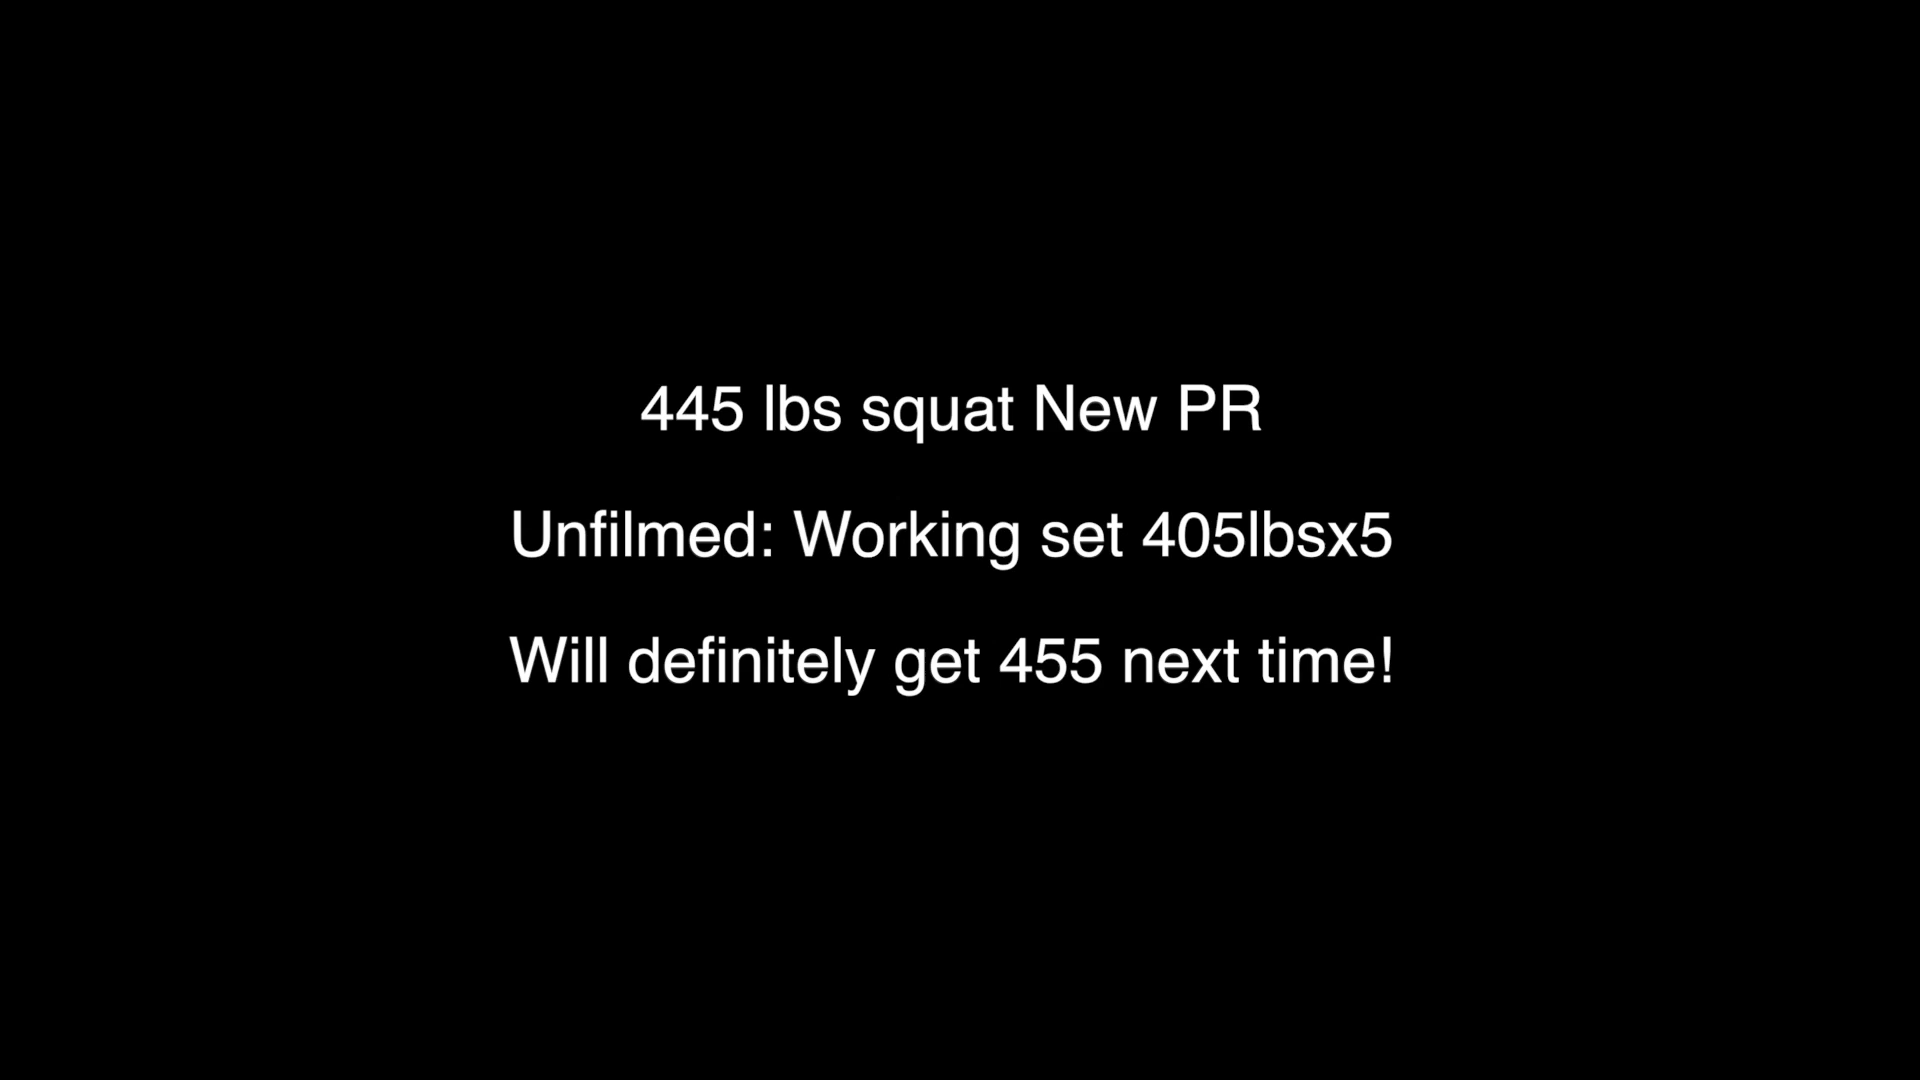 445 lbs squat New PR
Unfilmed: Working set 405lbsx5
Will definitely get 455 next time!